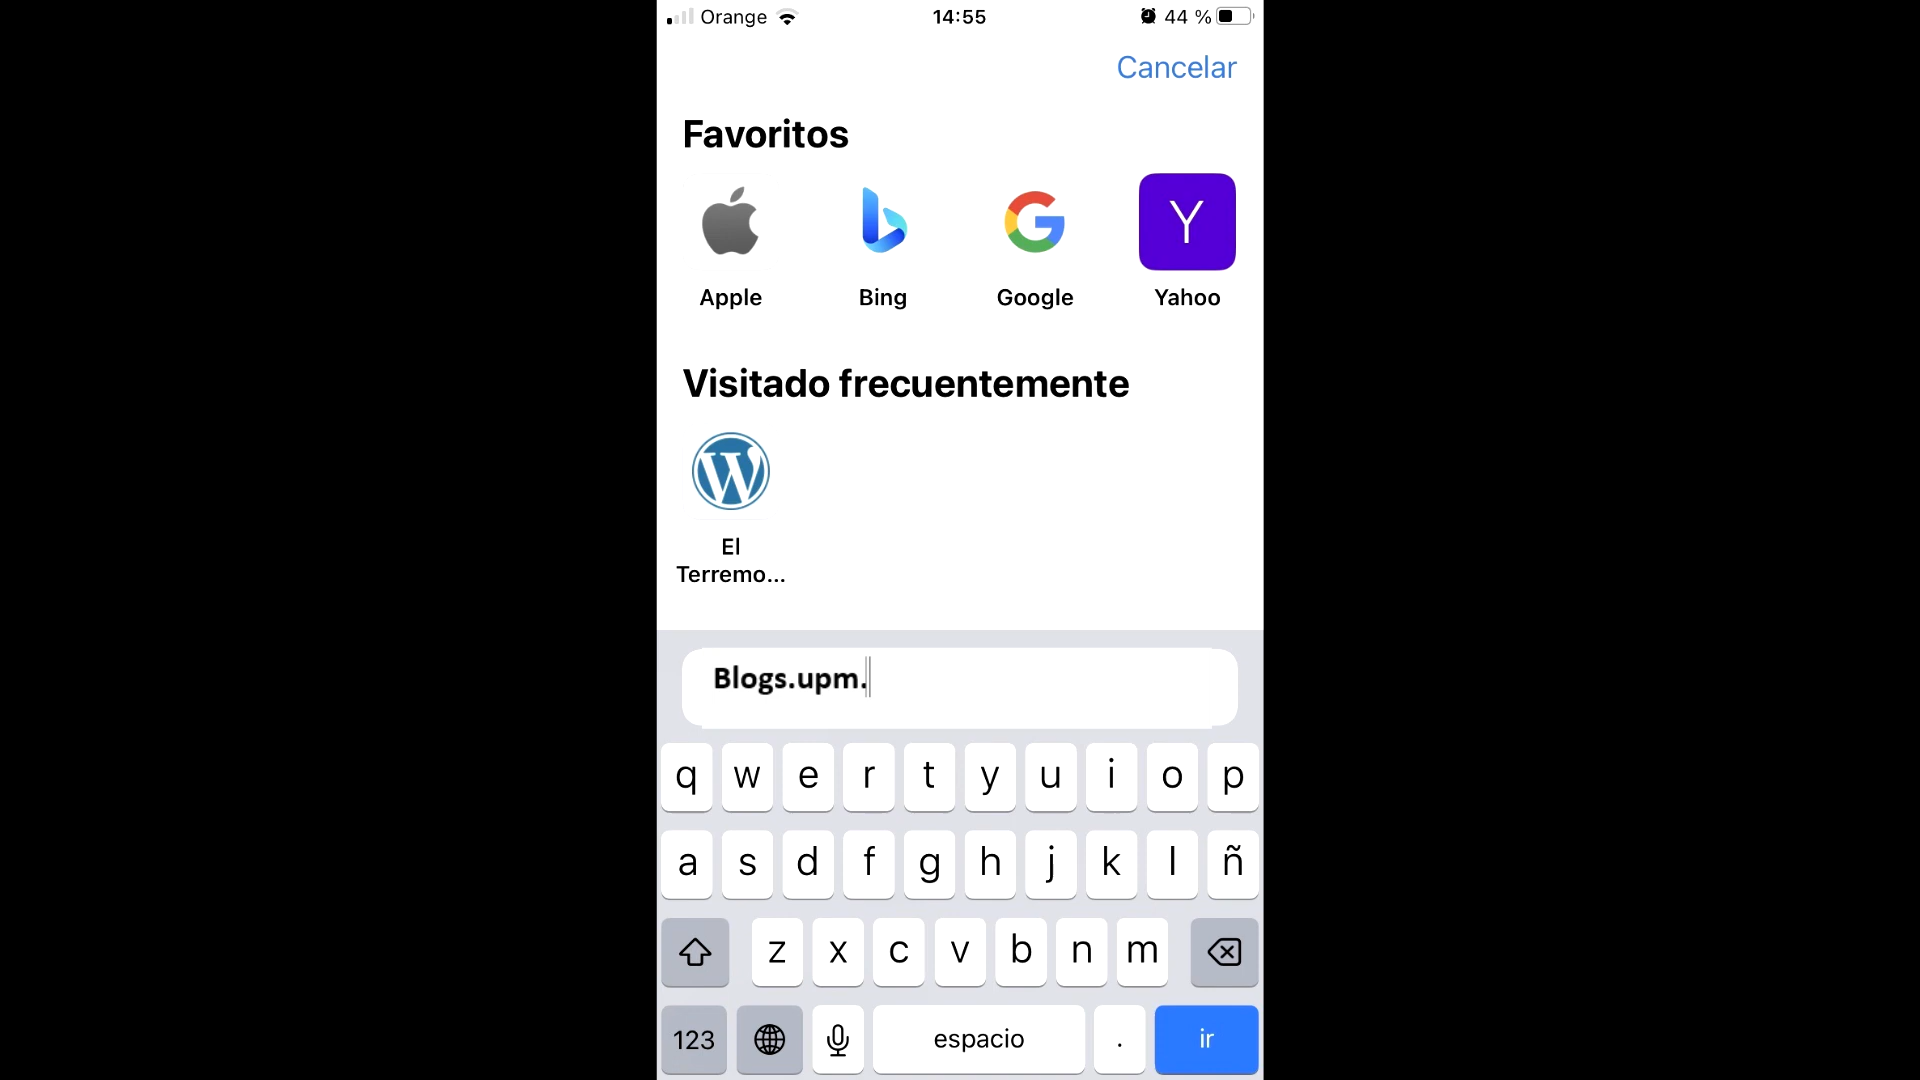 Orange 14:55 44 %
Cancelar
Favoritos
Y
Apple Bing Google Yahoo
Visitado frecuentemente
El
Terremo...
Blogs.upm.
q w e r t y u i o p
a s d f g h j k l ñ
z x c v b n m
123 espacio . ir